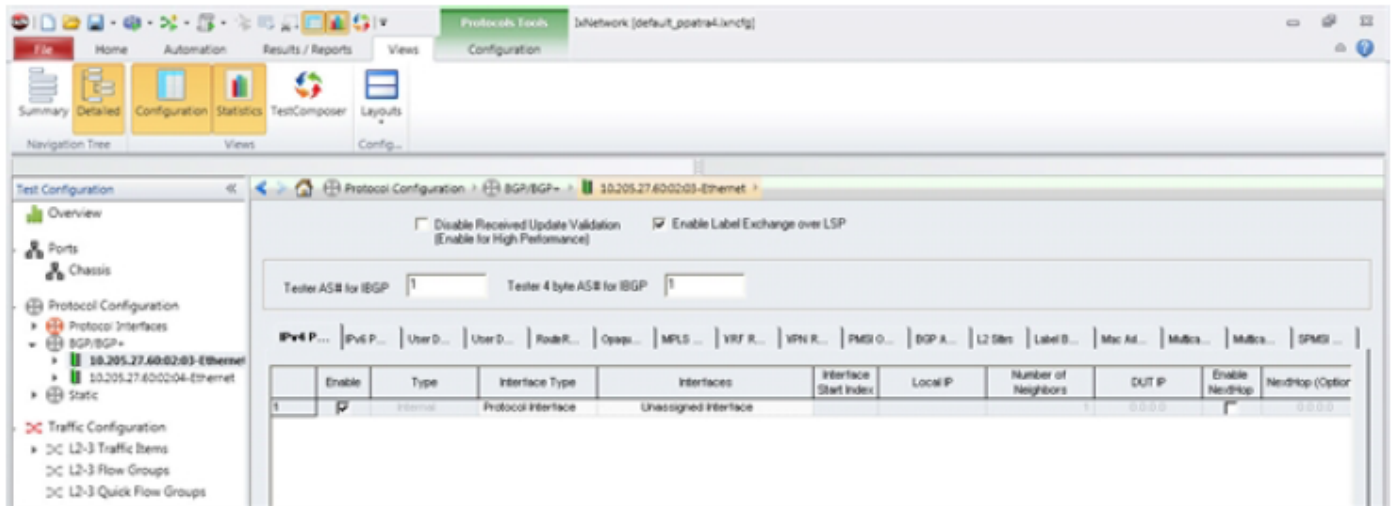 Protocols Tools IxNetwork [default_ppatra4.ixncfg]
File Home Automation Results / Reports Views Configuration
Summary Detailed Configuration Statistics TestComposer Layouts
Navigation Tree Views Config...
Test Configuration Protocol Configuration BGP/BGP+ 10.205.27.60:02:03-Ethernet
Overview
Ports
Chassis
Protocol Configuration
Protocol Interfaces
BGP/BGP+
10.205.27.60:02:03-Ethernet
10.205.27.60:02:04-Ethernet
Static
Traffic Configuration
L2-3 Traffic Items
L2-3 Flow Groups
L2-3 Quick Flow Groups
Disable Received Update Validation
(Enable for High Performance)
Enable Label Exchange over LSP
Tester AS# for IBGP 1 Tester 4 byte AS# for IBGP 1
IPv4 P... IPv6 P... User D... User D... Route R... Opaqu... MPLS ... VRF R... VPN R... PMSI O... BGP A... L2 Sites Label B... Mac Ad... Multica... Multica... SPMSI ...
Enable Type Interface Type Interfaces Interface Start Index Local IP Number of Neighbors DUT IP Enable NextHop NextHop (Option
1 Internal Protocol Interface Unassigned Interface 1 0.0.0.0 0.0.0.0